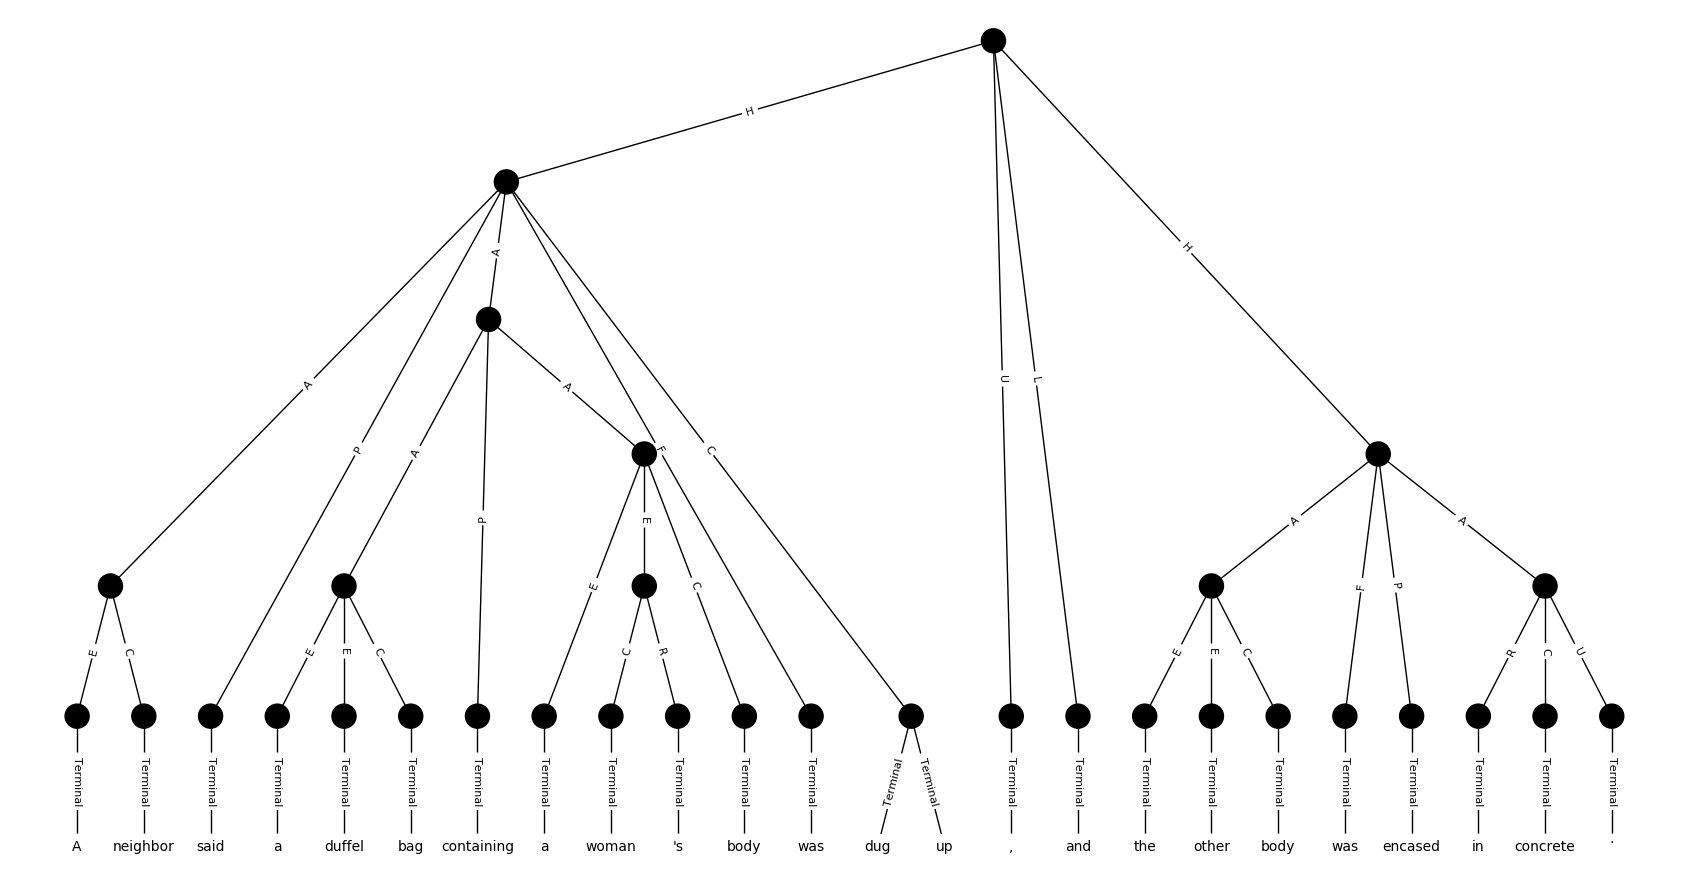 H
H
A
A
U
L
A
P
F
C
A
P
E
A
A
E
C
F
P
E
C
E
E
C
C
R
E
E
C
R
C
U
Terminal Terminal Terminal Terminal Terminal Terminal Terminal Terminal Terminal Terminal Terminal Terminal Terminal Terminal Terminal Terminal Terminal Terminal Terminal Terminal Terminal Terminal Terminal Terminal
A neighbor said a duffel bag containing a woman 's body was dug up , and the other body was encased in concrete .